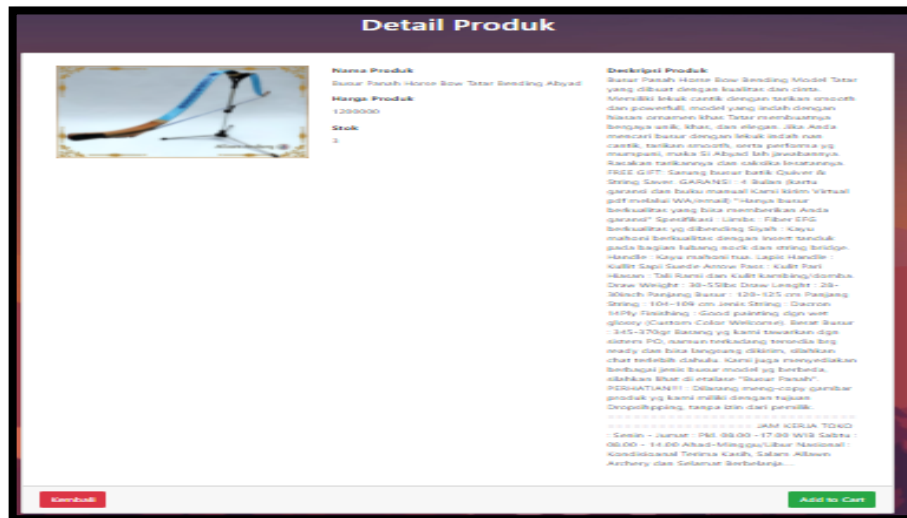 Detail Produk
Nama Produk
Busur Panah Horse Bow Tatar Bending Abyad
Harga Produk
1200000
Stok
3
Deskripsi Produk
Busur Panah Horse Bow Bending Model Tatar
yang dibuat dengan kualitas dan cinta.
Memiliki lekuk cantik dengan tarikan smooth
dan powerfull, model yang indah dengan
hiasan ornamen khas Tatar membuatnya
bergaya unik, khas, dan elegan. Jika Anda
mencari busur dengan lekuk indah nan
cantik, tarikan smooth, serta performa yg
mumpuni, maka Si Abyad lah jawabannya.
Rasakan tarikannya dan saksika lesatannya.
FREE GIFT: Sarung busur batik Quiver &
String Saver. GARANSI : 4 Bulan (kartu
garansi dan buku manual Kami kirim Virtual
pdf melalui WA/email) "Hanya busur
berkualitas yang bisa memberikan Anda
garansi" Spesifikasi : Limbs : Fiber EFG
berkualitas yg dibending Siyah : Kayu
mahoni berkualitas dengan insert tanduk
pada bagian lubang nock dan string bridge.
Handle : Kayu mahoni tua. Lapis Handle :
Kulit Sapi Suede Arrow Pass : Kulit Pari
Hiasan : Tali Rami dan Kulit kambing/domba
Draw Weight : 30-55lbs Draw Lenght : 28-
30inch Panjang Busur : 120-125 cm Panjang
String : 104-109 cm Jenis String : Dacron
14Ply Finishing : Good painting dgn wet
glossy (Custom Color Welcome). Berat Busur
: 345-370gr Barang yg kami tawarkan dgn
sistem PO, namun terkadang tersedia brg
ready dan bisa langsung dikirim, silahkan
chat terlebih dahulu. Kami juga menyediakan
berbagai jenis busur model yg berbeda,
silahkan lihat di etalase "Busur Panah".
PERHATIAN!!! : Dilarang meng-copy gambar
produk yg kami miliki dengan tujuan
Dropshipping, tanpa izin dari pemilik.
JAM KERJA TOKO
: Senin - Jumat : Pkl. 08.00 - 17.00 WIB Sabtu :
08.00 - 14.00 Ahad-Minggu/Libur Nasional :
Kondisioanal Terima Kasih, Salam Allawn
Archery dan Selamat Berbelanja....
Kembali
Add to Cart